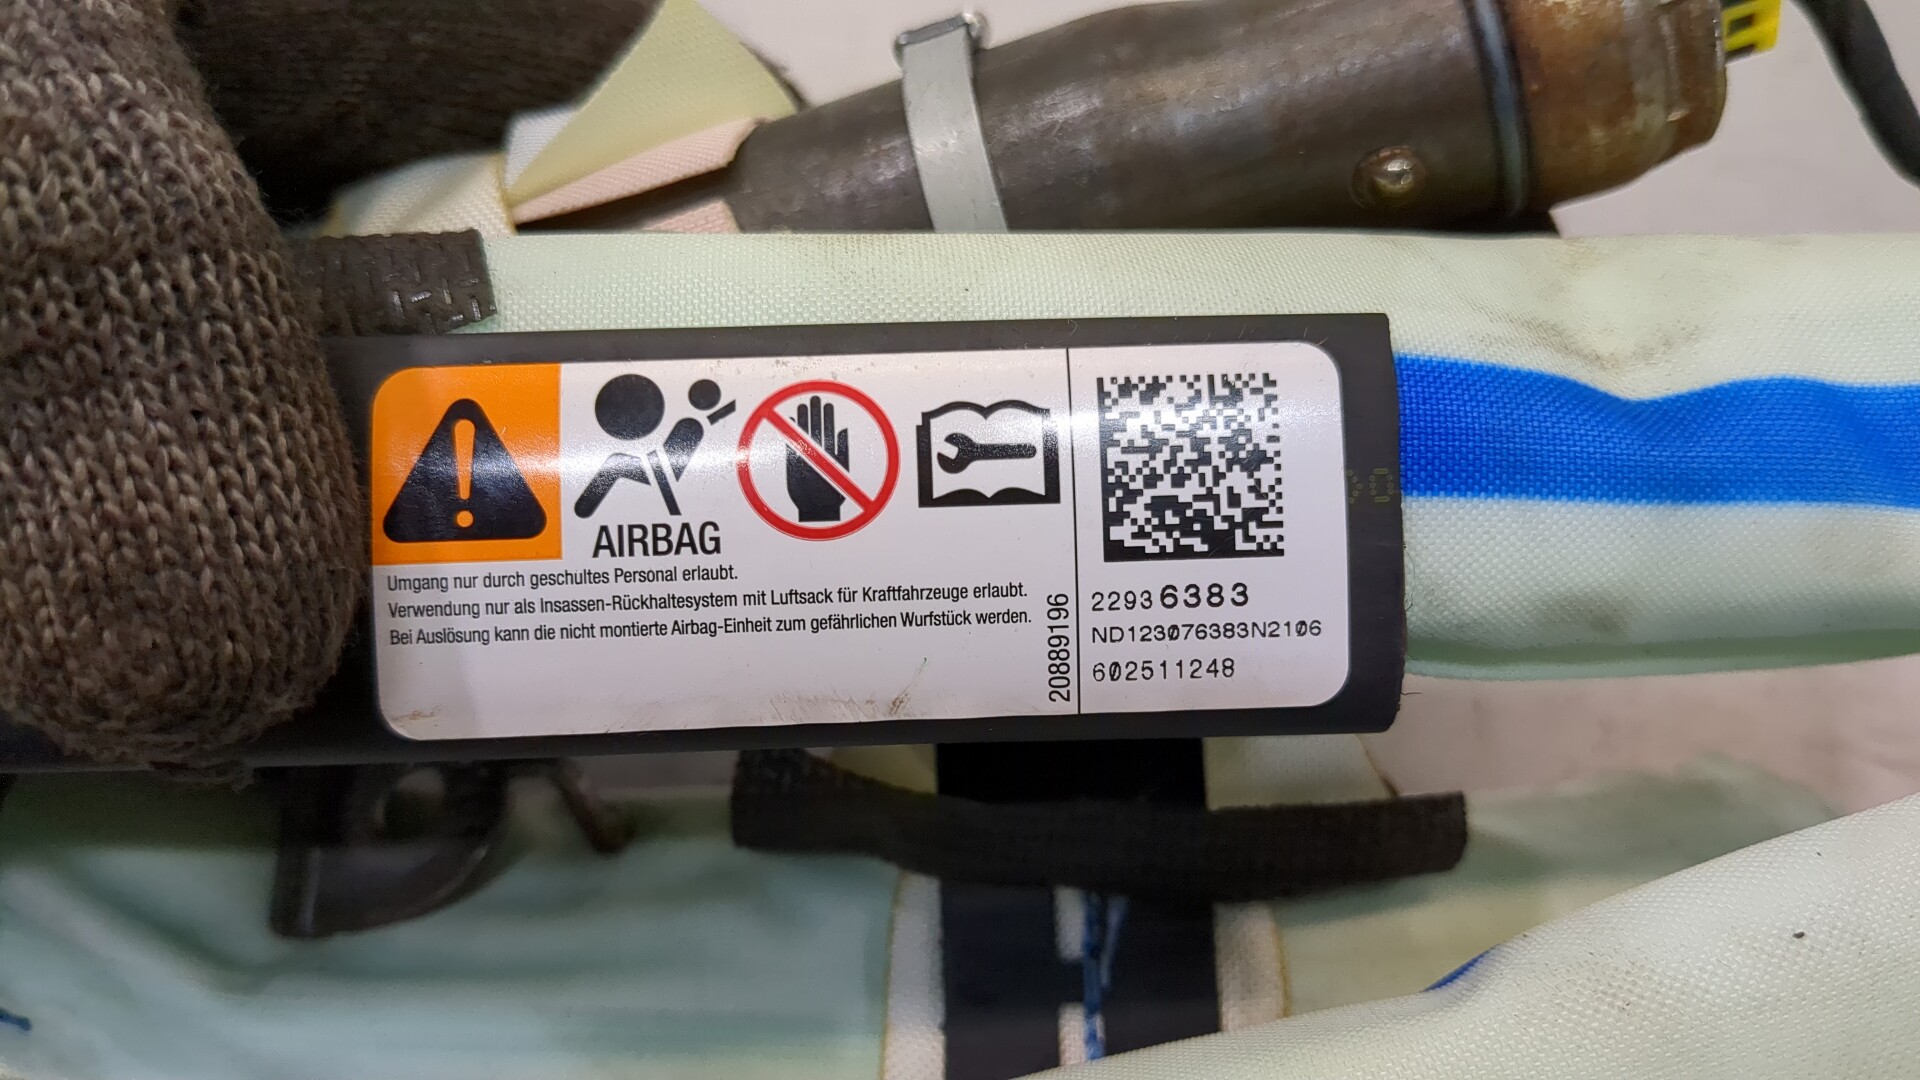 AIRBAG
Umgang nur durch geschultes Personal erlaubt.
Verwendung nur als Insassen-Rückhaltesystem mit Luftsack für Kraftfahrzeuge erlaubt.
Bei Auslösung kann die nicht montierte Airbag-Einheit zum gefährlichen Wurfstück werden.
20889196
22936383
ND123076383N2106
602511248